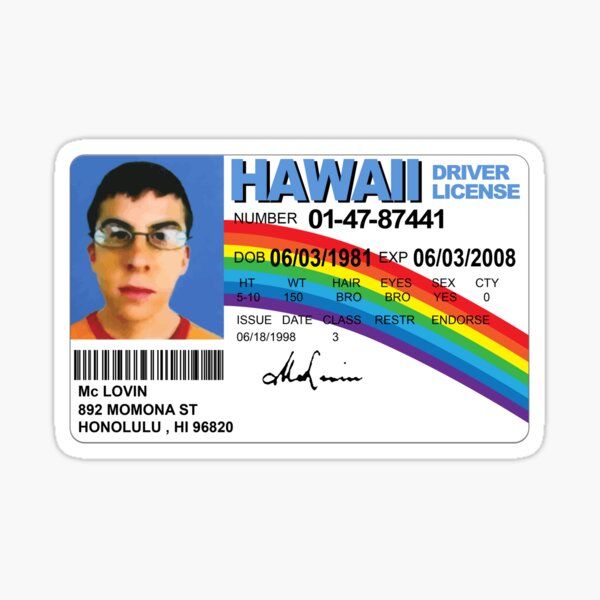 HAWAII DRIVER LICENSE
NUMBER 01-47-87441
DOB 06/03/1981 EXP 06/03/2008
HT WT HAIR EYES SEX CTY
5-10 150 BRO BRO YES 0
ISSUE DATE CLASS RESTR ENDORSE
06/18/1998 3
McLovin
Mc LOVIN
892 MOMONA ST
HONOLULU , HI 96820